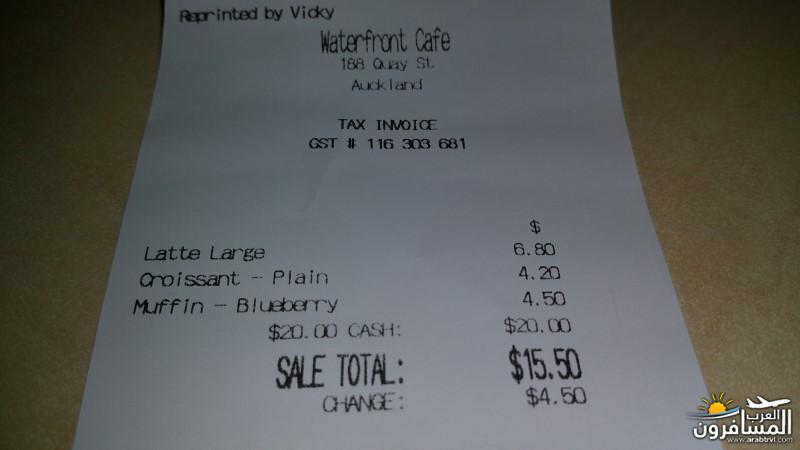 Reprinted by Vicky
Waterfront Cafe
188 Quay St
Auckland
TAX INVOICE
GST # 116 303 681
$
Latte Large 6.80
Croissant - Plain 4.20
Muffin - Blueberry 4.50
$20.00 CASH: $20.00
SALE TOTAL: $15.50
CHANGE: $4.50
العرب
المسافرون
www.arabtrvl.com